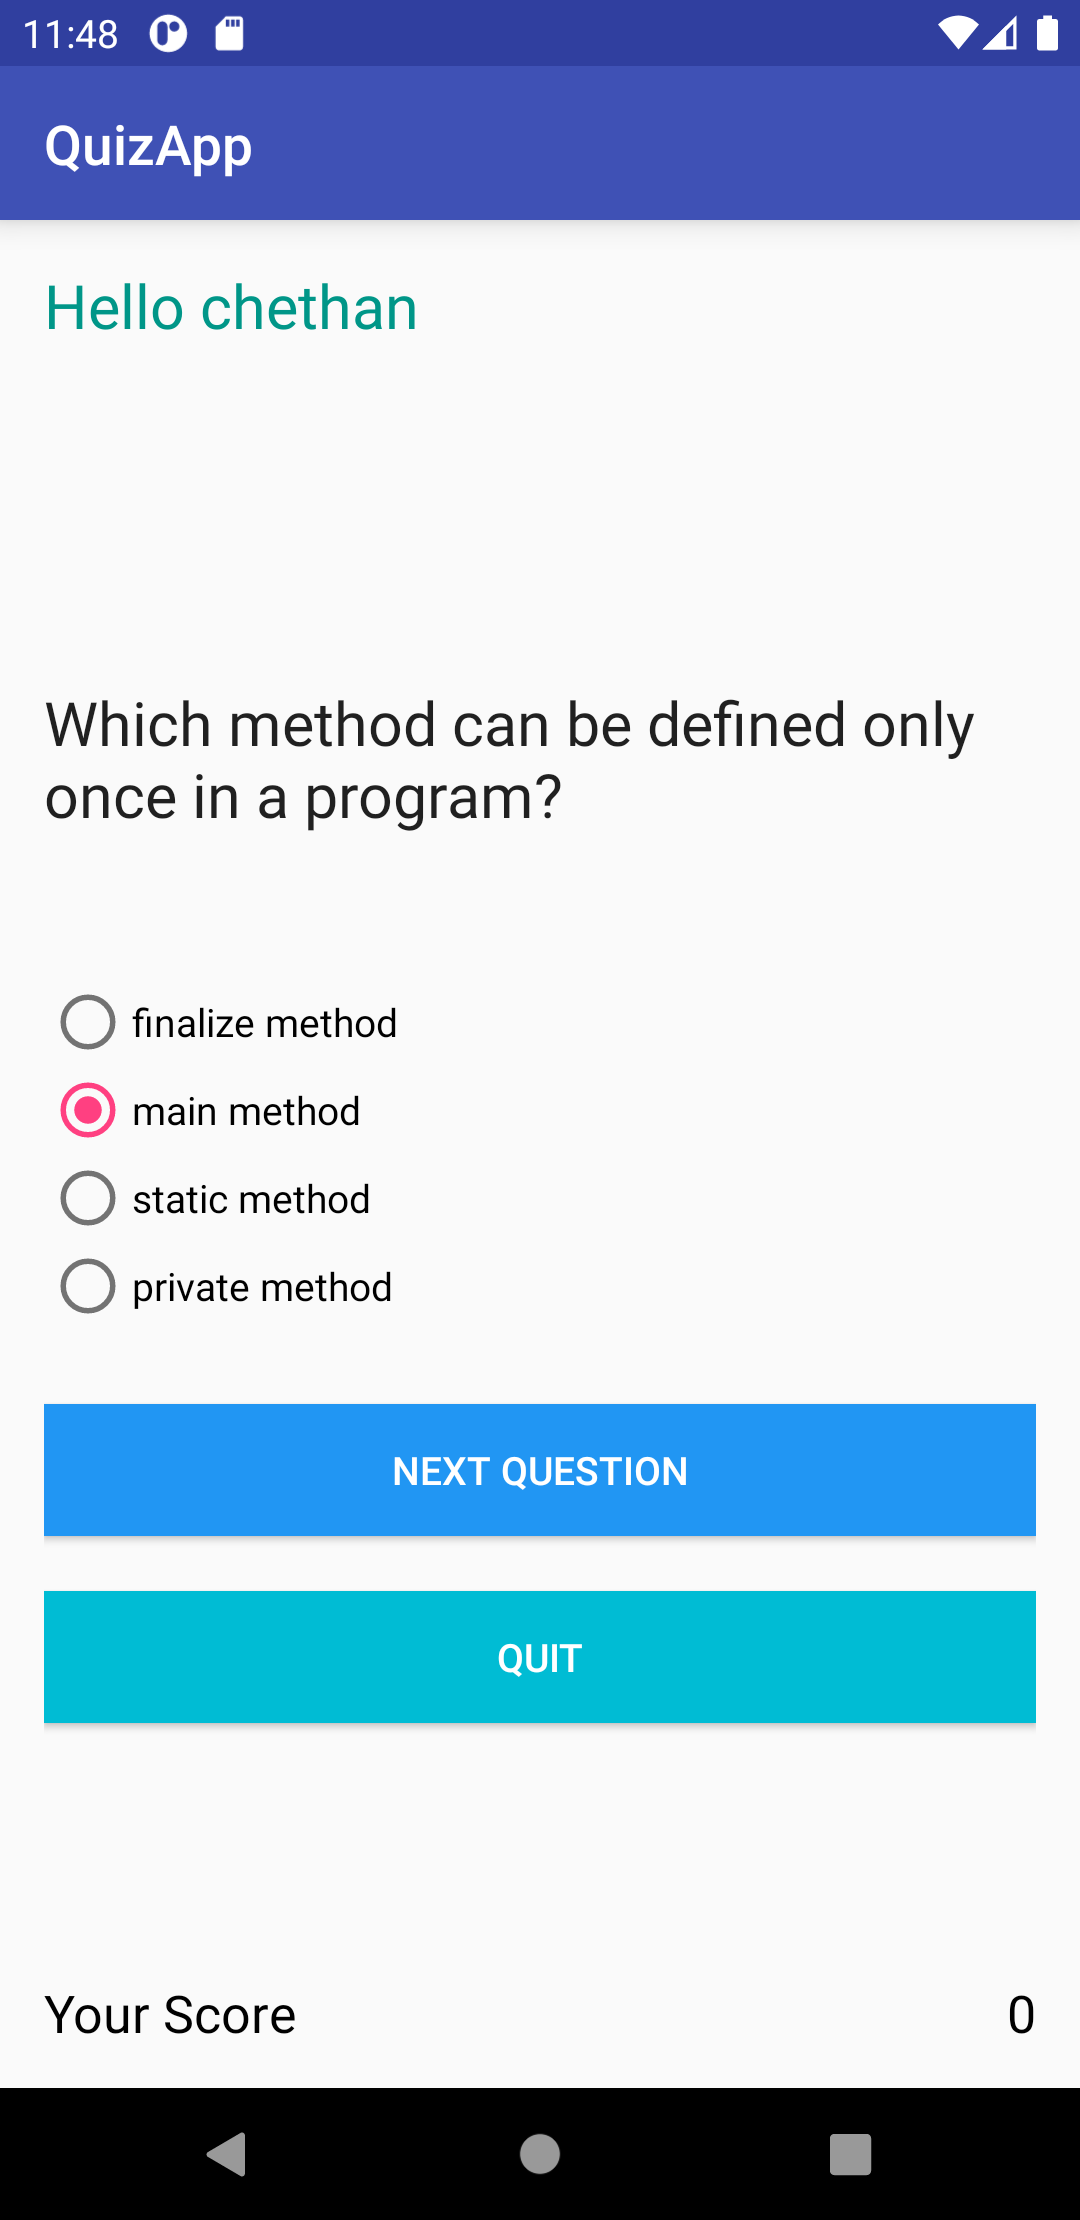 11:48
QuizApp
Hello chethan
Which method can be defined only
once in a program?
finalize method
main method
static method
private method
NEXT QUESTION
QUIT
Your Score 0